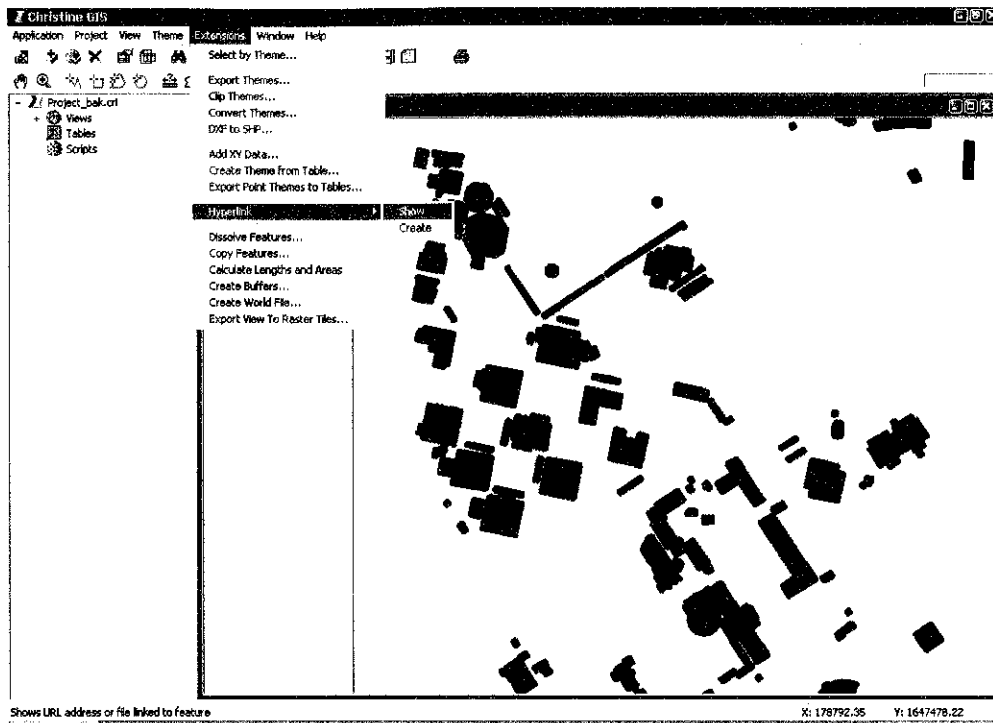 Christine GIS
Application Project View Theme Extensions Window Help
Select by Theme...
Export Themes...
Clip Themes...
Convert Themes...
DXF to SHP...
Add XY Data...
Create Theme from Table...
Export Point Themes to Tables...
Hyperlink
Show
Create
Dissolve Features...
Copy Features...
Calculate Lengths and Areas
Create Buffers...
Create World File...
Export View To Raster Tiles...
Project_bak.crl
Views
Tables
Scripts
Shows URL address or file linked to feature
X: 178792.35 Y: 1647478.22